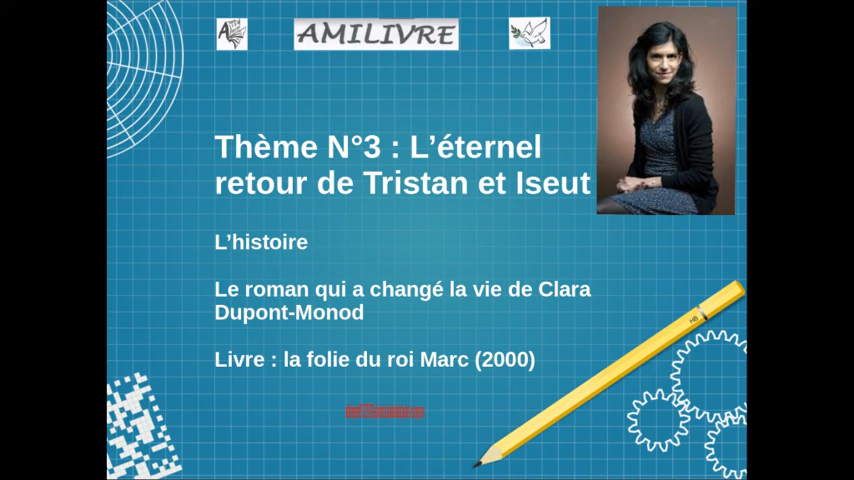 AMILIVRE
Thème N°3 : L’éternel
retour de Tristan et Iseut
L’histoire
Le roman qui a changé la vie de Clara
Dupont-Monod
Livre : la folie du roi Marc (2000)
HB